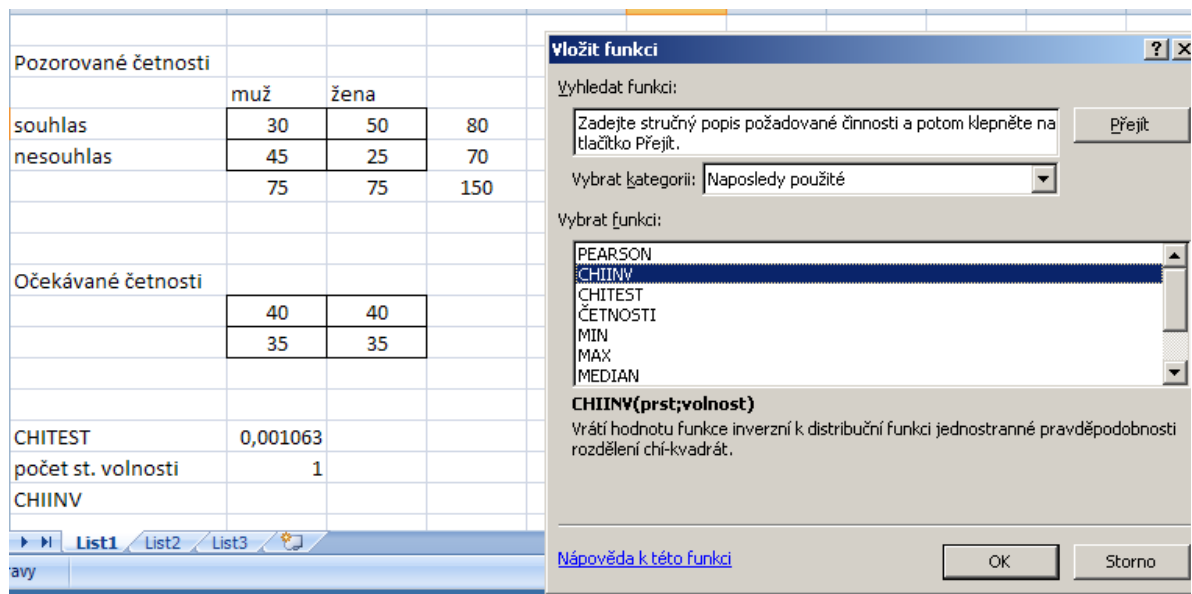 Pozorované četnosti
muž žena
souhlas 30 50 80
nesouhlas 45 25 70
75 75 150
Očekávané četnosti
40 40
35 35
CHITEST 0,001063
počet st. volnosti 1
CHIINV
List1 List2 List3
ravy
Vložit funkci
Vyhledat funkci:
Zadejte stručný popis požadované činnosti a potom klepněte na
tlačítko Přejít.
Přejít
Vybrat kategorii: Naposledy použité
Vybrat funkci:
PEARSON
CHIINV
CHITEST
ČETNOSTI
MIN
MAX
MEDIAN
CHIINV(prst;volnost)
Vrátí hodnotu funkce inverzní k distribuční funkci jednostranné pravděpodobnosti
rozdělení chí-kvadrát.
Nápověda k této funkci
OK Storno